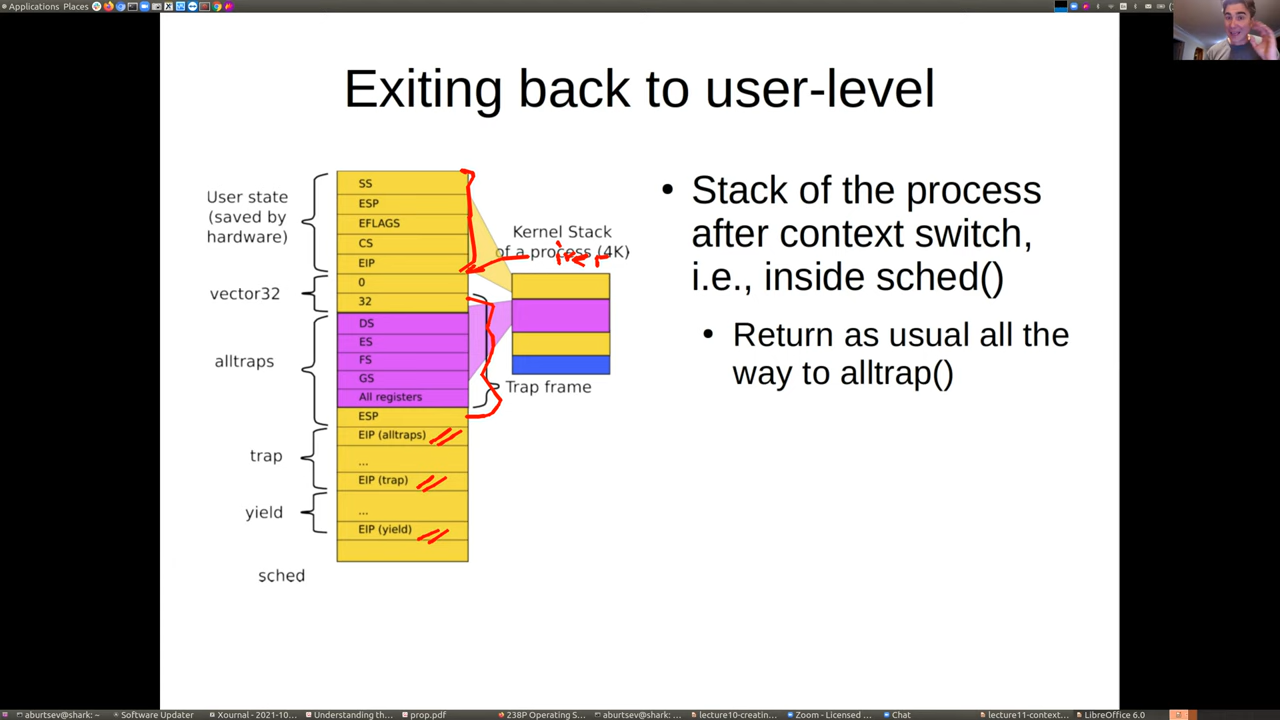 Applications Places
Exiting back to user-level
User state
(saved by
hardware)
SS
ESP
EFLAGS
CS
EIP
vector32
0
32
alltraps
DS
ES
FS
GS
All registers
ESP
trap
EIP (alltraps)
...
EIP (trap)
yield
...
EIP (yield)
sched
Kernel Stack
of a process (4K)
iret
Trap frame
• Stack of the process
after context switch,
i.e., inside sched()
• Return as usual all the
way to alltrap()
aburtsev@shark: ~
Software Updater
Xournal - 2021-10-...
Understanding th...
prop.pdf
238P Operating S...
aburtsev@shark: ...
lecture10-creatin...
Zoom - Licensed ...
Chat
lecture11-context...
LibreOffice 6.0